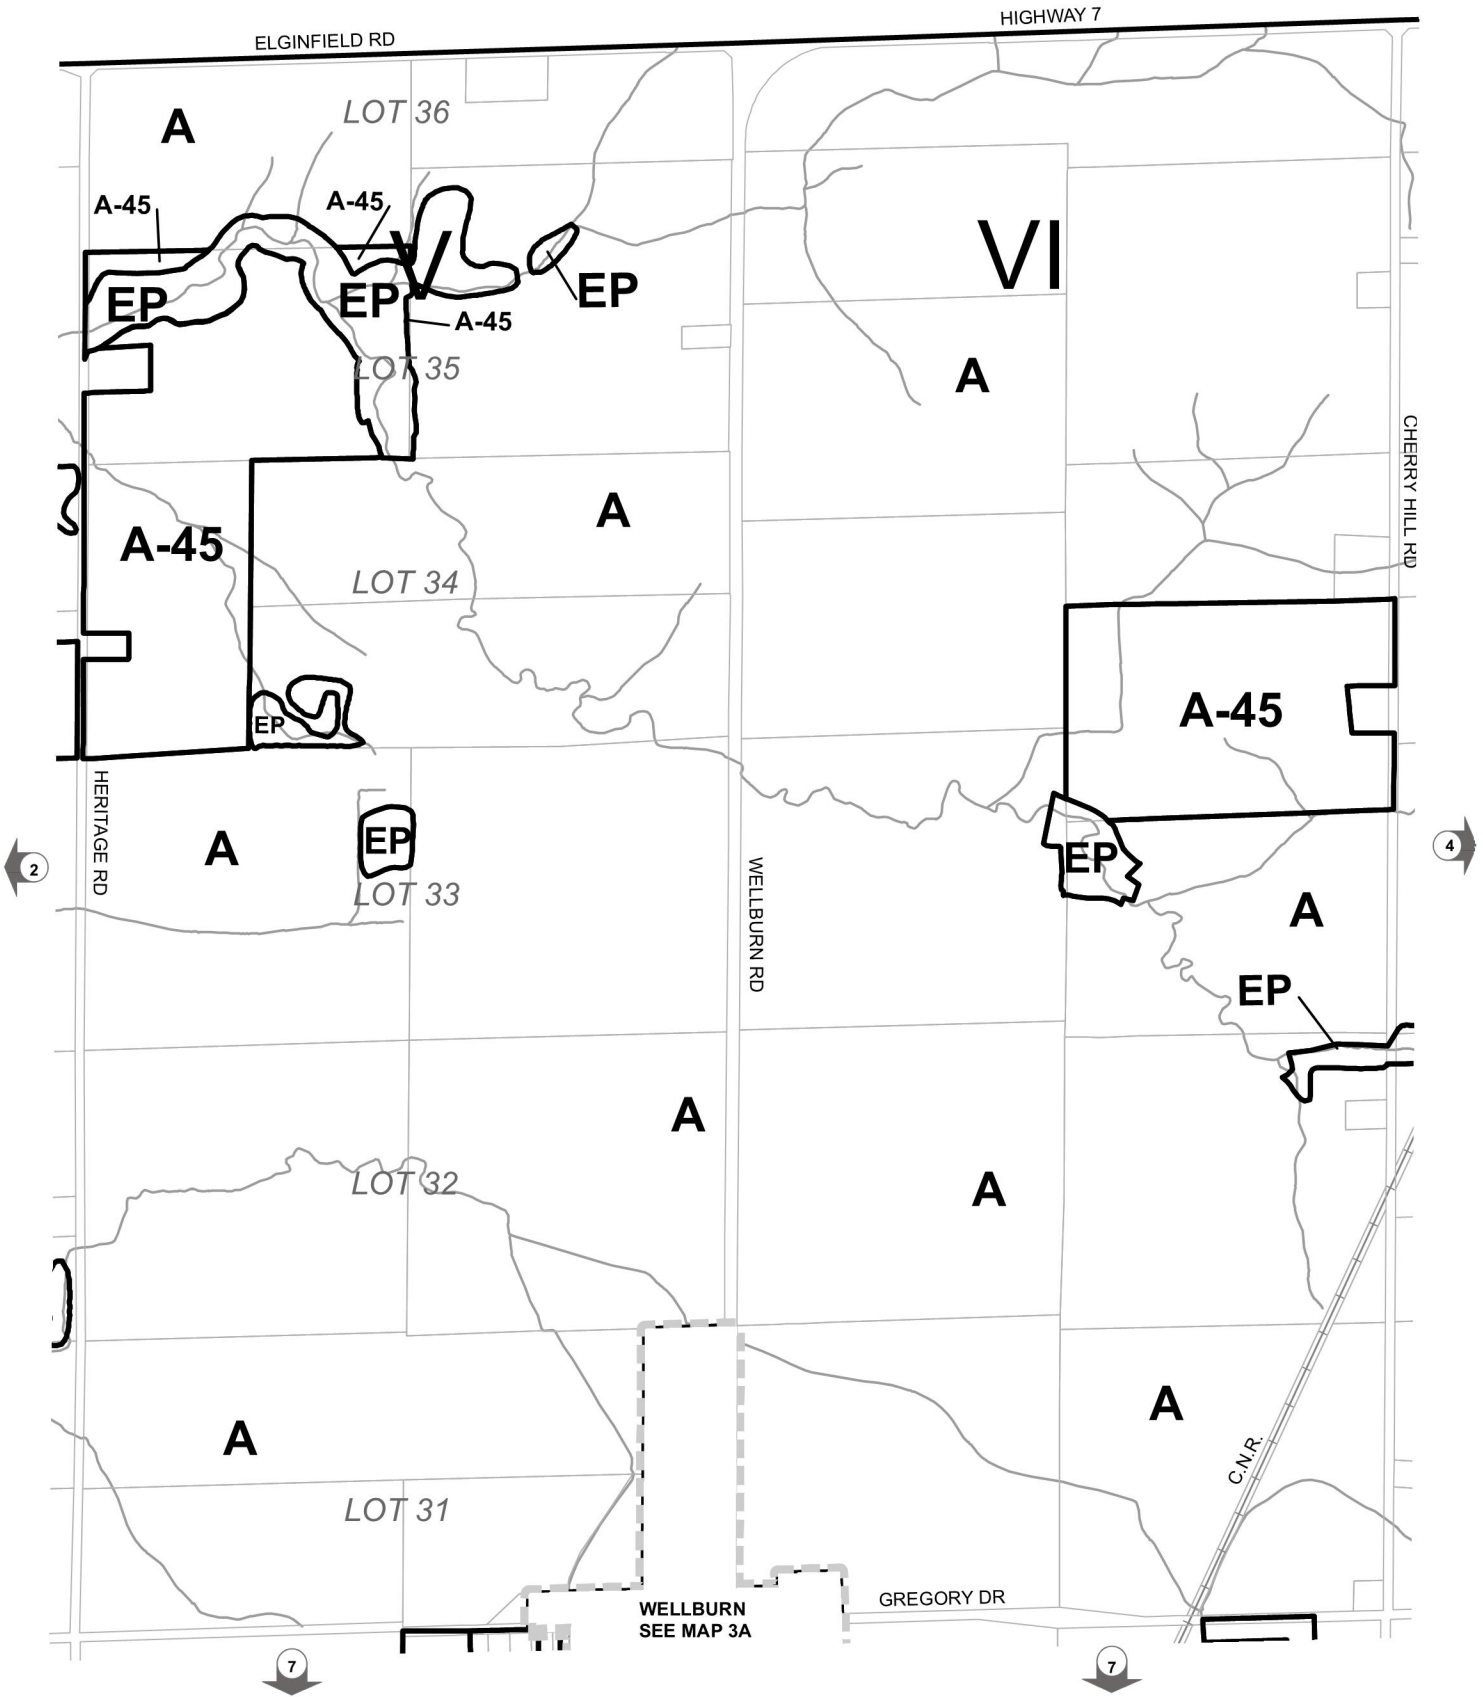 HIGHWAY 7
ELGINFIELD RD
LOT 36
A
A-45
A-45
V
VI
EP
EP
EP
A-45
LOT 35
A
CHERRY HILL RD
A
A-45
LOT 34
A-45
EP
HERITAGE RD
A
EP
4
2
EP
WELLBURN RD
LOT 33
A
EP
A
LOT 32
A
A
A
C.N.R.
LOT 31
GREGORY DR
WELLBURN
SEE MAP 3A
7
7